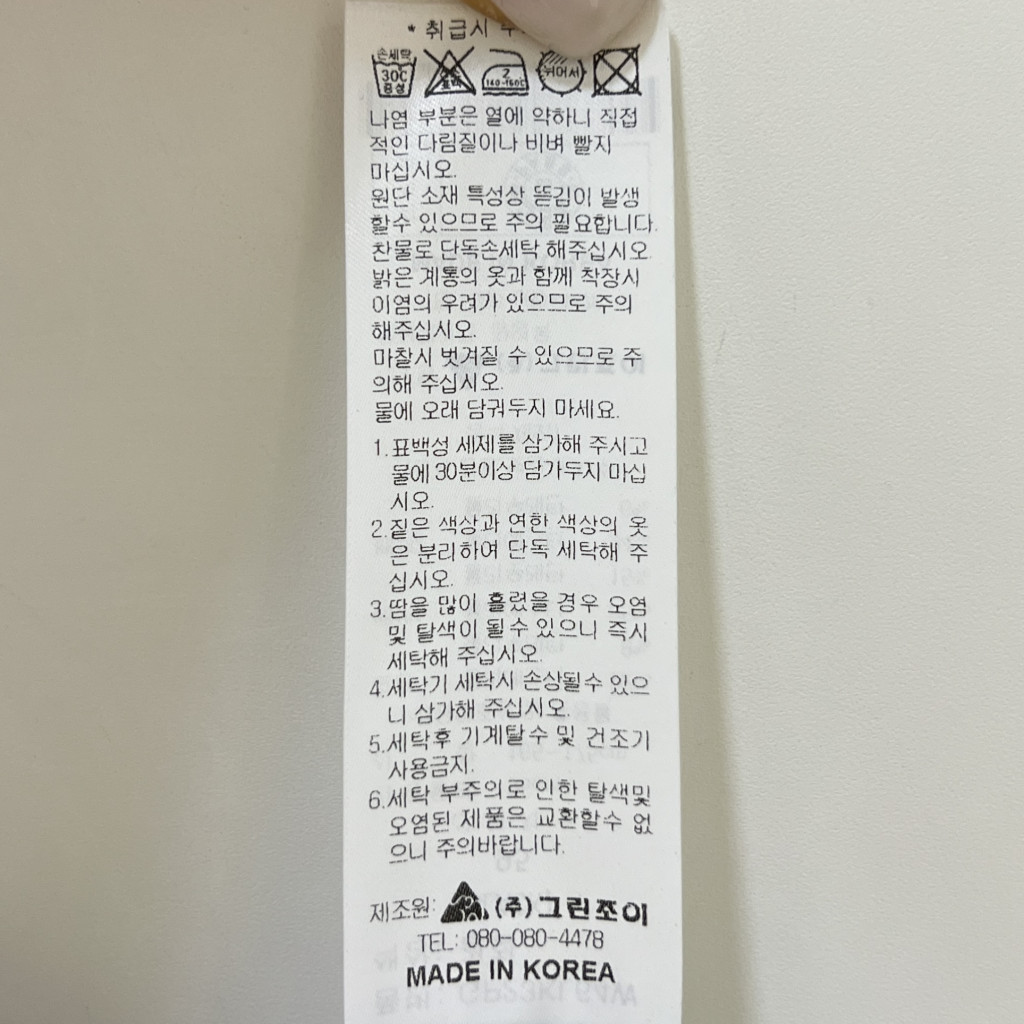 * 취급시
손세탁
30C
중성
2
140-160℃
뉘어서
나염 부분은 열에 약하니 직접
적인 다림질이나 비벼 빨지
마십시오.
원단 소재 특성상 뜯김이 발생
할수 있으므로 주의 필요합니다.
찬물로 단독손세탁 해주십시오.
밝은 계통의 옷과 함께 착장시
이염의 우려가 있으므로 주의
해주십시오.
마찰시 벗겨질 수 있으므로 주
의해 주십시오.
물에 오래 담궈두지 마세요.
1.표백성 세제를 삼가해 주시고
물에 30분이상 담가두지 마십
시오.
2.짙은 색상과 연한 색상의 옷
은 분리하여 단독 세탁해 주
십시오.
3.땀을 많이 흘렸을 경우 오염
및 탈색이 될수 있으니 즉시
세탁해 주십시오.
4.세탁기 세탁시 손상될수 있으
니 삼가해 주십시오.
5.세탁후 기계탈수 및 건조기
사용금지.
6.세탁 부주의로 인한 탈색및
오염된 제품은 교환할수 없
으니 주의바랍니다.
제조원: (주)그린조이
TEL: 080-080-4478
MADE IN KOREA